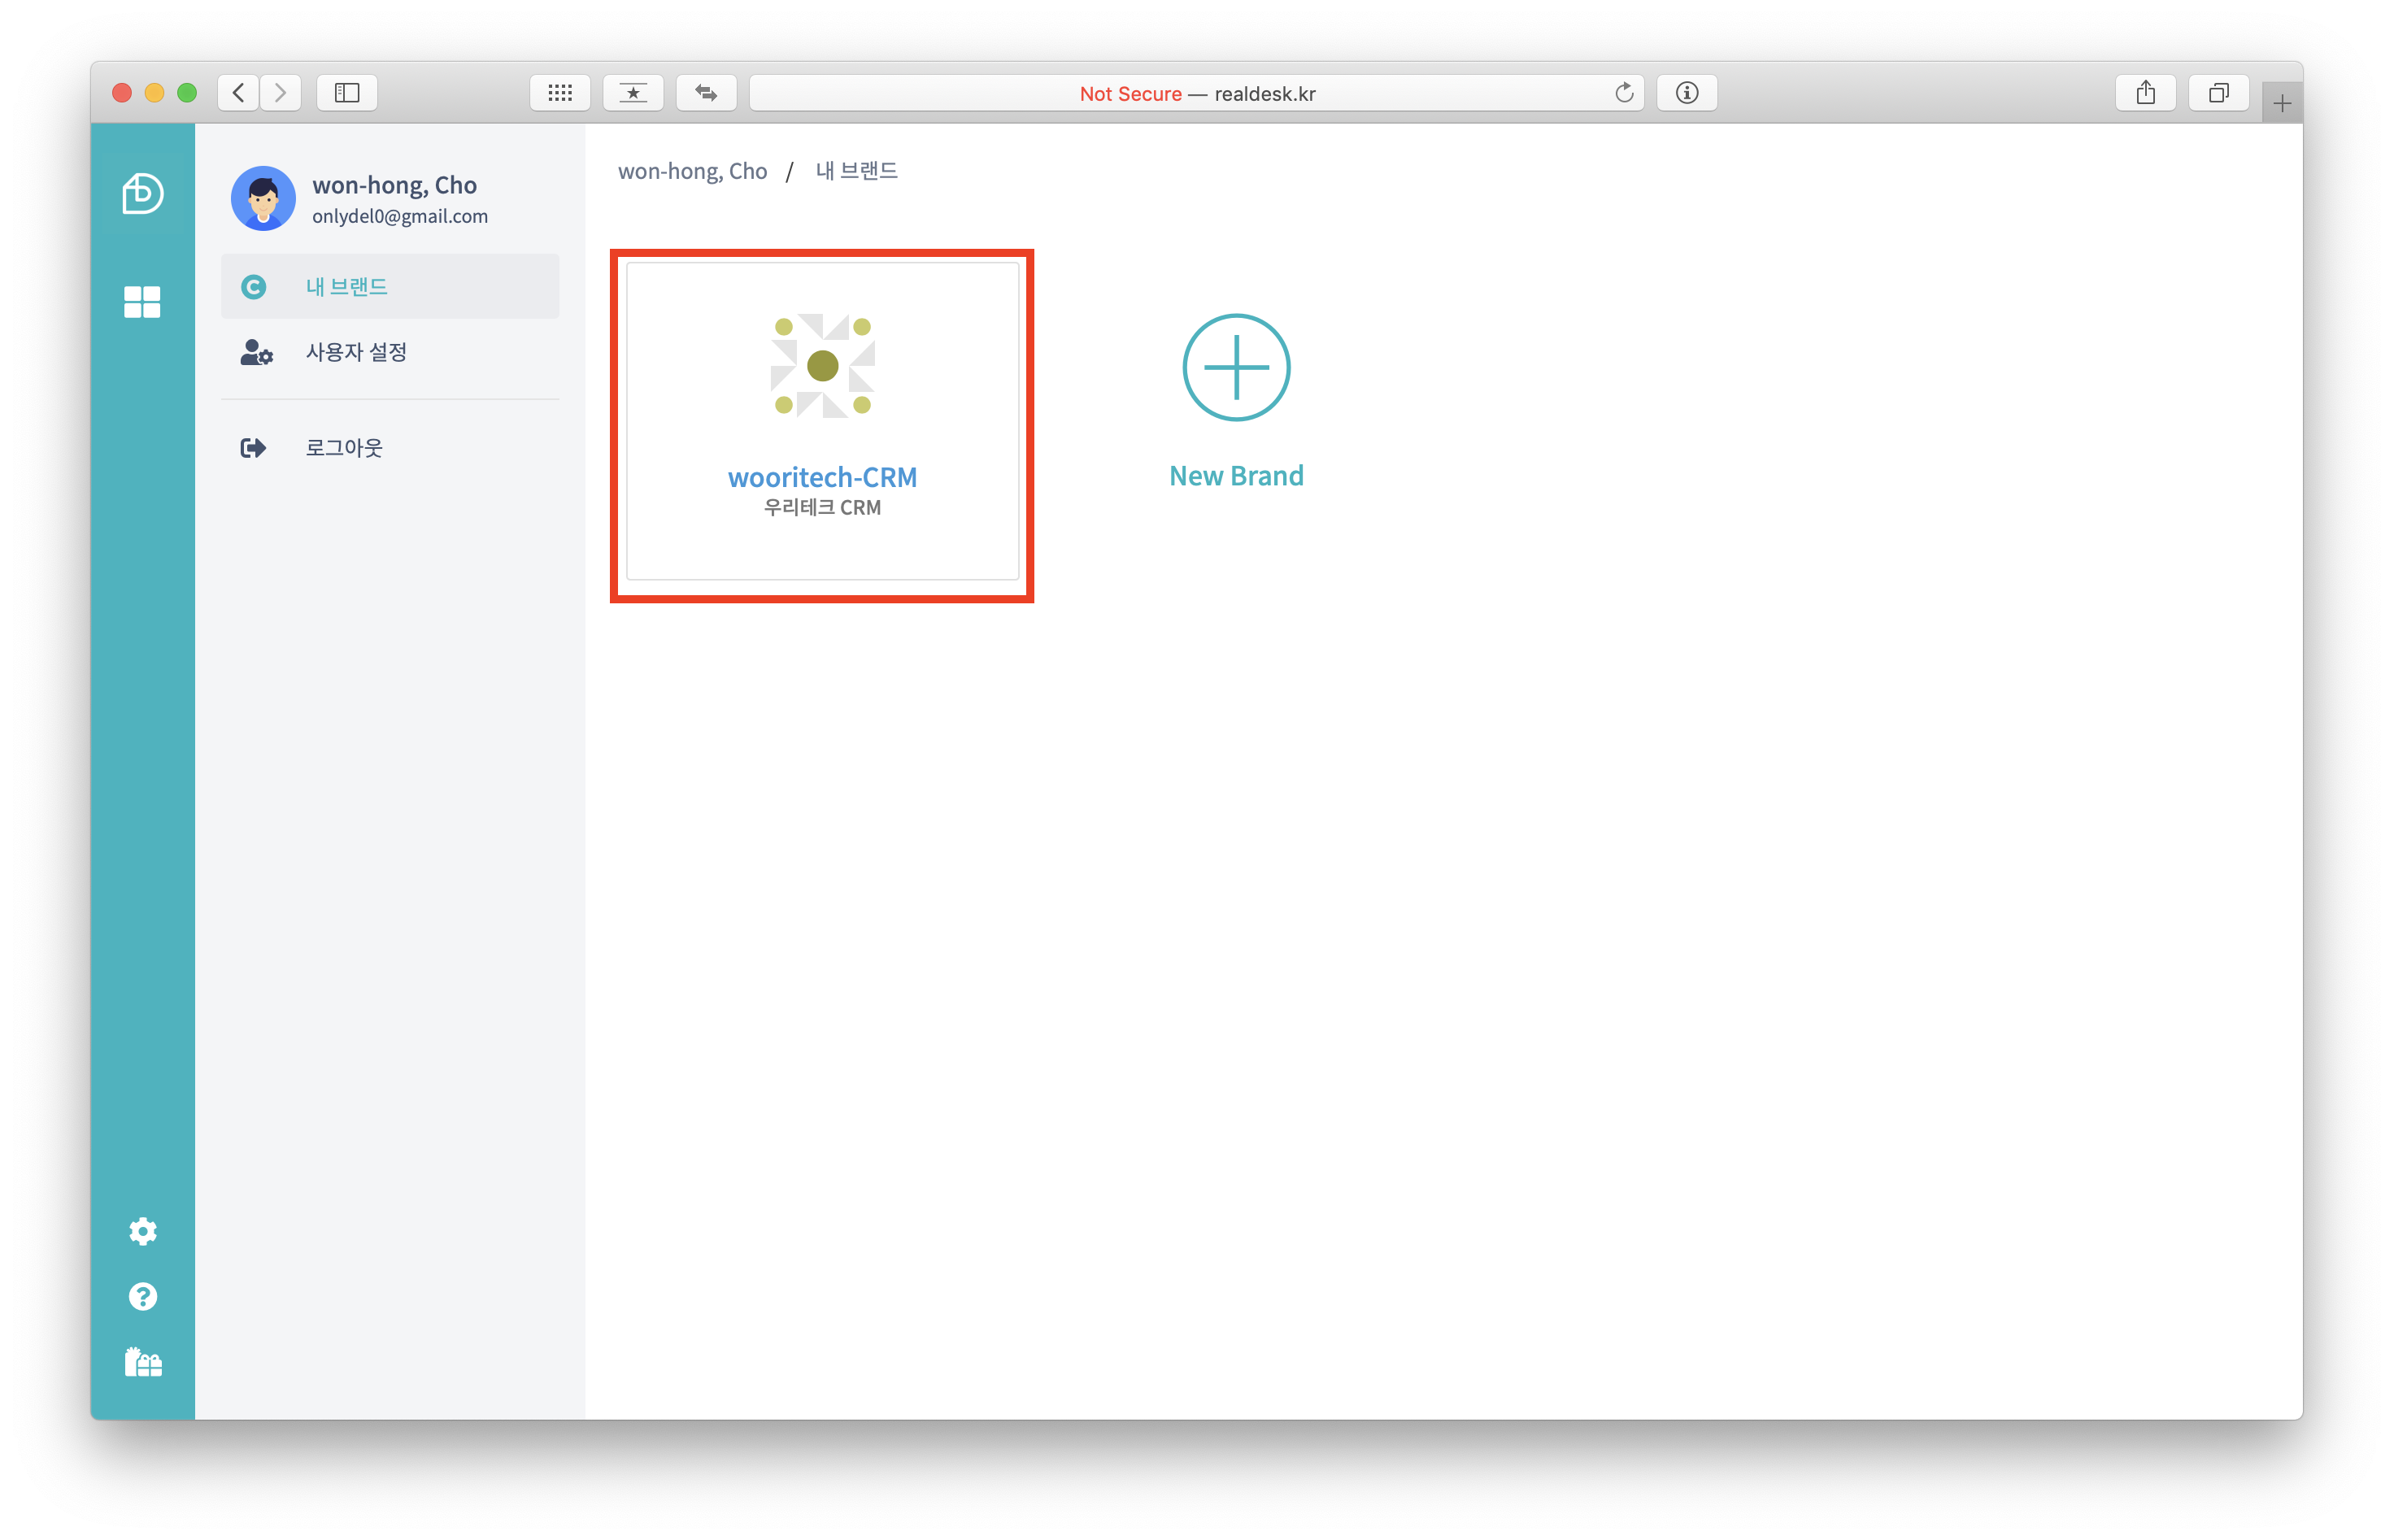 Not Secure — realdesk.kr
won-hong, Cho
onlydel0@gmail.com
내 브랜드
사용자 설정
로그아웃
won-hong, Cho / 내 브랜드
wooritech-CRM
우리테크 CRM
New Brand